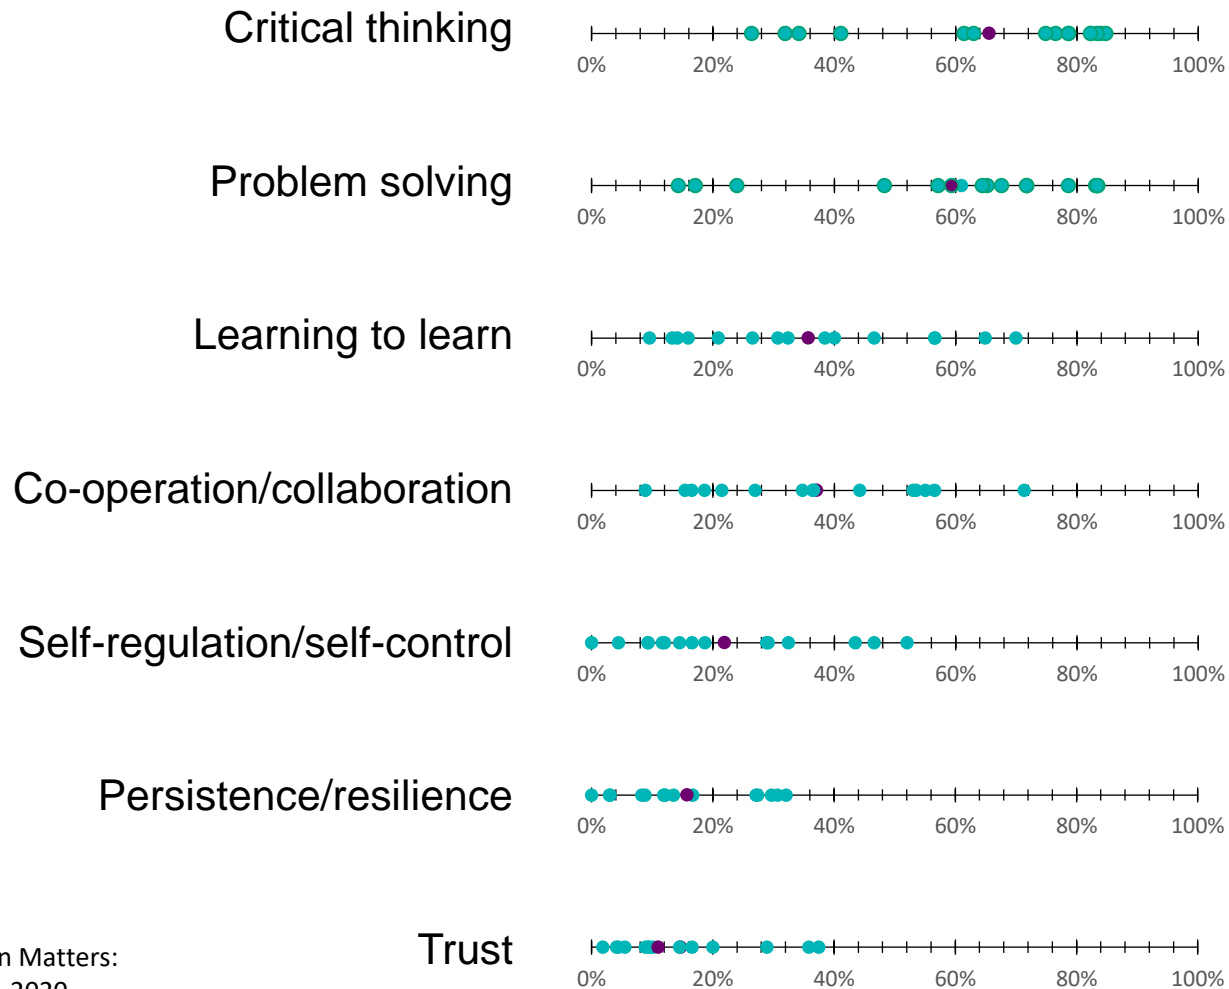 Critical thinking
0% 20% 40% 60% 80% 100%
Problem solving
0% 20% 40% 60% 80% 100%
Learning to learn
0% 20% 40% 60% 80% 100%
Co-operation/collaboration
0% 20% 40% 60% 80% 100%
Self-regulation/self-control
0% 20% 40% 60% 80% 100%
Persistence/resilience
0% 20% 40% 60% 80% 100%
Trust
0% 20% 40% 60% 80% 100%
Matters:
2020